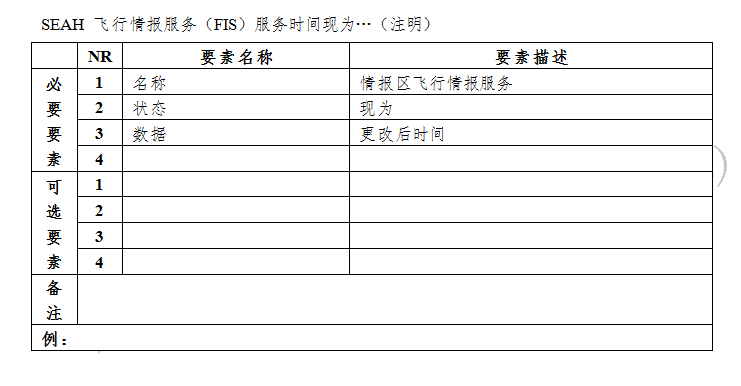 SEAH 飞行情报服务（FIS）服务时间现为…（注明）
NR 要素名称 要素描述
必要要素
1 名称 情报区飞行情报服务
2 状态 现为
3 数据 更改后时间
4
可选要素
1
2
3
4
备注
例：